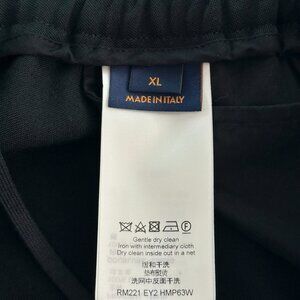 XL
MADE IN ITALY
Gentle dry clean
Iron with intermediary cloth
Dry clean inside out in a net
缓和干洗
垫布熨烫
洗网中反面干洗
RM221 EY2 HMP63W